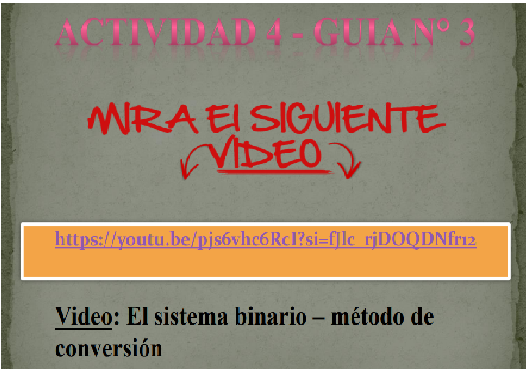 ACTIVIDAD 4 – GUIA N° 3
MIRA El SIGUIENTE
VIDEO
https://youtu.be/pjs6vhc6RcI?si=fJlc_rjDOQDNfr12
Video: El sistema binario – método de
conversión